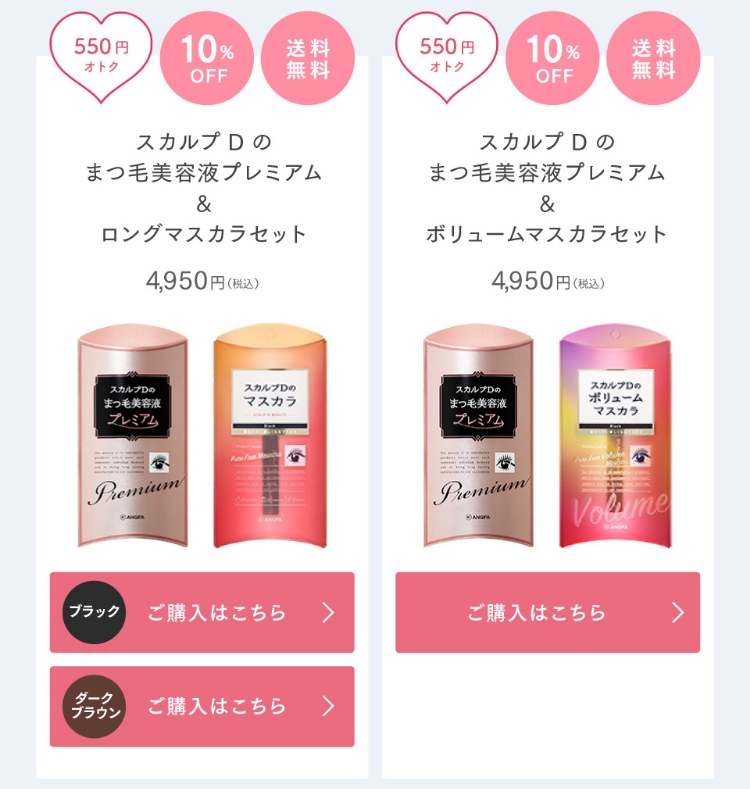 550円
オトク
10%
OFF
送料
無料
スカルプDの
まつ毛美容液プレミアム
&
ロングマスカラセット
4,950円(税込)
スカルプDの
まつ毛美容液
プレミアム
Premium
ANGFA
スカルプDの
マスカラ
Black
Pure Free Mascara
ANGFA
ブラック
ご購入はこちら
ダーク
ブラウン
ご購入はこちら
550円
オトク
10%
OFF
送料
無料
スカルプDの
まつ毛美容液プレミアム
&
ボリュームマスカラセット
4,950円(税込)
スカルプDの
まつ毛美容液
プレミアム
Premium
ANGFA
スカルプDの
ボリューム
マスカラ
Black
Pure Free Volume
Mascara
Volume
ANGFA
ご購入はこちら